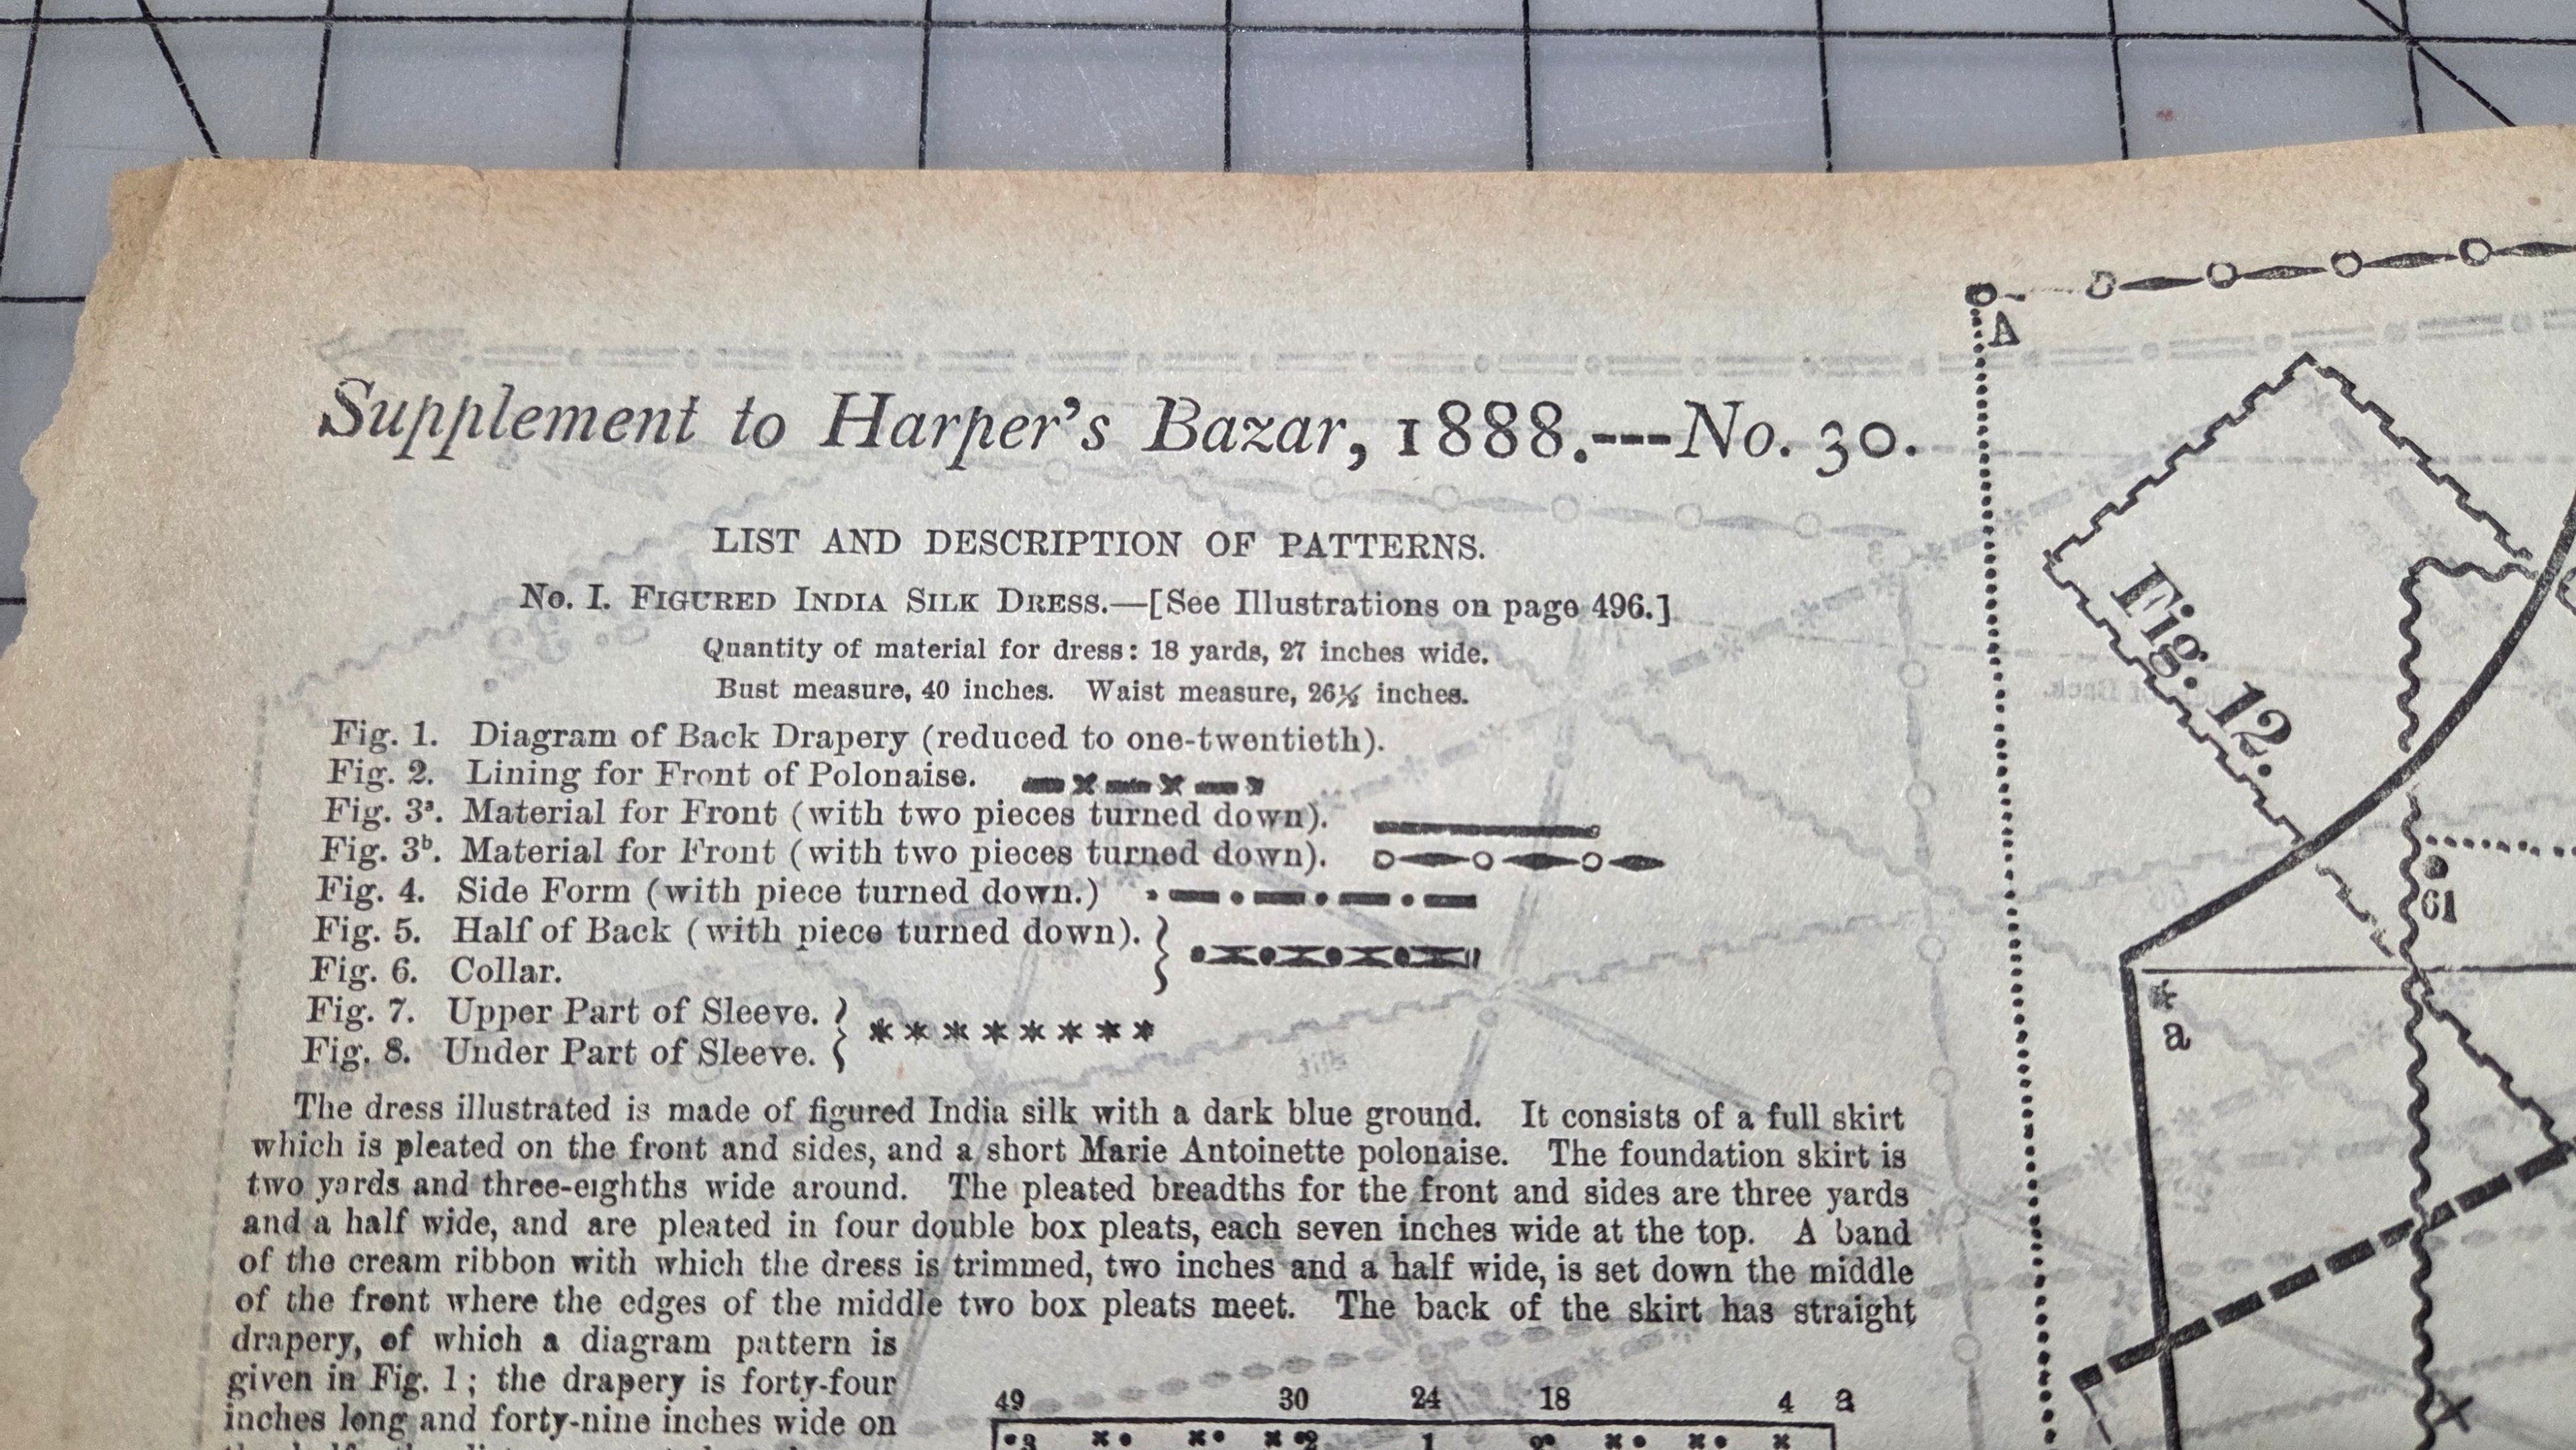 Supplement to Harper's Bazar, 1888.---No. 30.
LIST AND DESCRIPTION OF PATTERNS.
No. I. FIGURED INDIA SILK DRESS.—[See Illustrations on page 496.]
Quantity of material for dress: 18 yards, 27 inches wide.
Bust measure, 40 inches. Waist measure, 26½ inches.
Fig. 1. Diagram of Back Drapery (reduced to one-twentieth).
Fig. 2. Lining for Front of Polonaise.
Fig. 3ª. Material for Front (with two pieces turned down).
Fig. 3ᵇ. Material for Front (with two pieces turned down).
Fig. 4. Side Form (with piece turned down.)
Fig. 5. Half of Back (with piece turned down).
Fig. 6. Collar.
Fig. 7. Upper Part of Sleeve.
Fig. 8. Under Part of Sleeve.
The dress illustrated is made of figured India silk with a dark blue ground. It consists of a full skirt
which is pleated on the front and sides, and a short Marie Antoinette polonaise. The foundation skirt is
two yards and three-eighths wide around. The pleated breadths for the front and sides are three yards
and a half wide, and are pleated in four double box pleats, each seven inches wide at the top. A band
of the cream ribbon with which the dress is trimmed, two inches and a half wide, is set down the middle
of the front where the edges of the middle two box pleats meet. The back of the skirt has straight
drapery, of which a diagram pattern is
given in Fig. 1; the drapery is forty-four
inches long and forty-nine inches wide on
49 30 24 18 4 a
3 2 1
A
Fig. 12.
61
* a